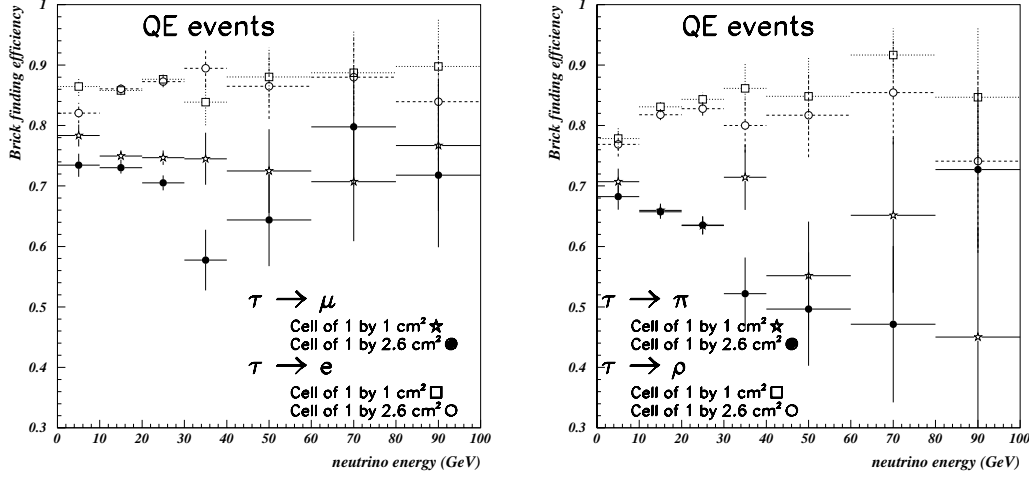 QE events
Brick finding efficiency
1
0.9
0.8
0.7
0.6
0.5
0.4
0.3
τ → μ
Cell of 1 by 1 cm² ☆
Cell of 1 by 2.6 cm² ●
τ → e
Cell of 1 by 1 cm² □
Cell of 1 by 2.6 cm² ○
0 10 20 30 40 50 60 70 80 90 100
neutrino energy (GeV)
QE events
Brick finding efficiency
1
0.9
0.8
0.7
0.6
0.5
0.4
0.3
τ → π
Cell of 1 by 1 cm² ☆
Cell of 1 by 2.6 cm² ●
τ → ρ
Cell of 1 by 1 cm² □
Cell of 1 by 2.6 cm² ○
0 10 20 30 40 50 60 70 80 90 100
neutrino energy (GeV)